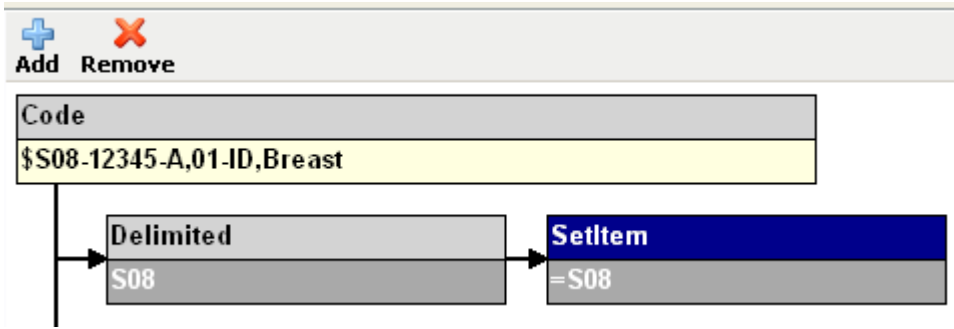 Add Remove
Code
$S08-12345-A,01-ID,Breast
Delimited SetItem
S08 =S08